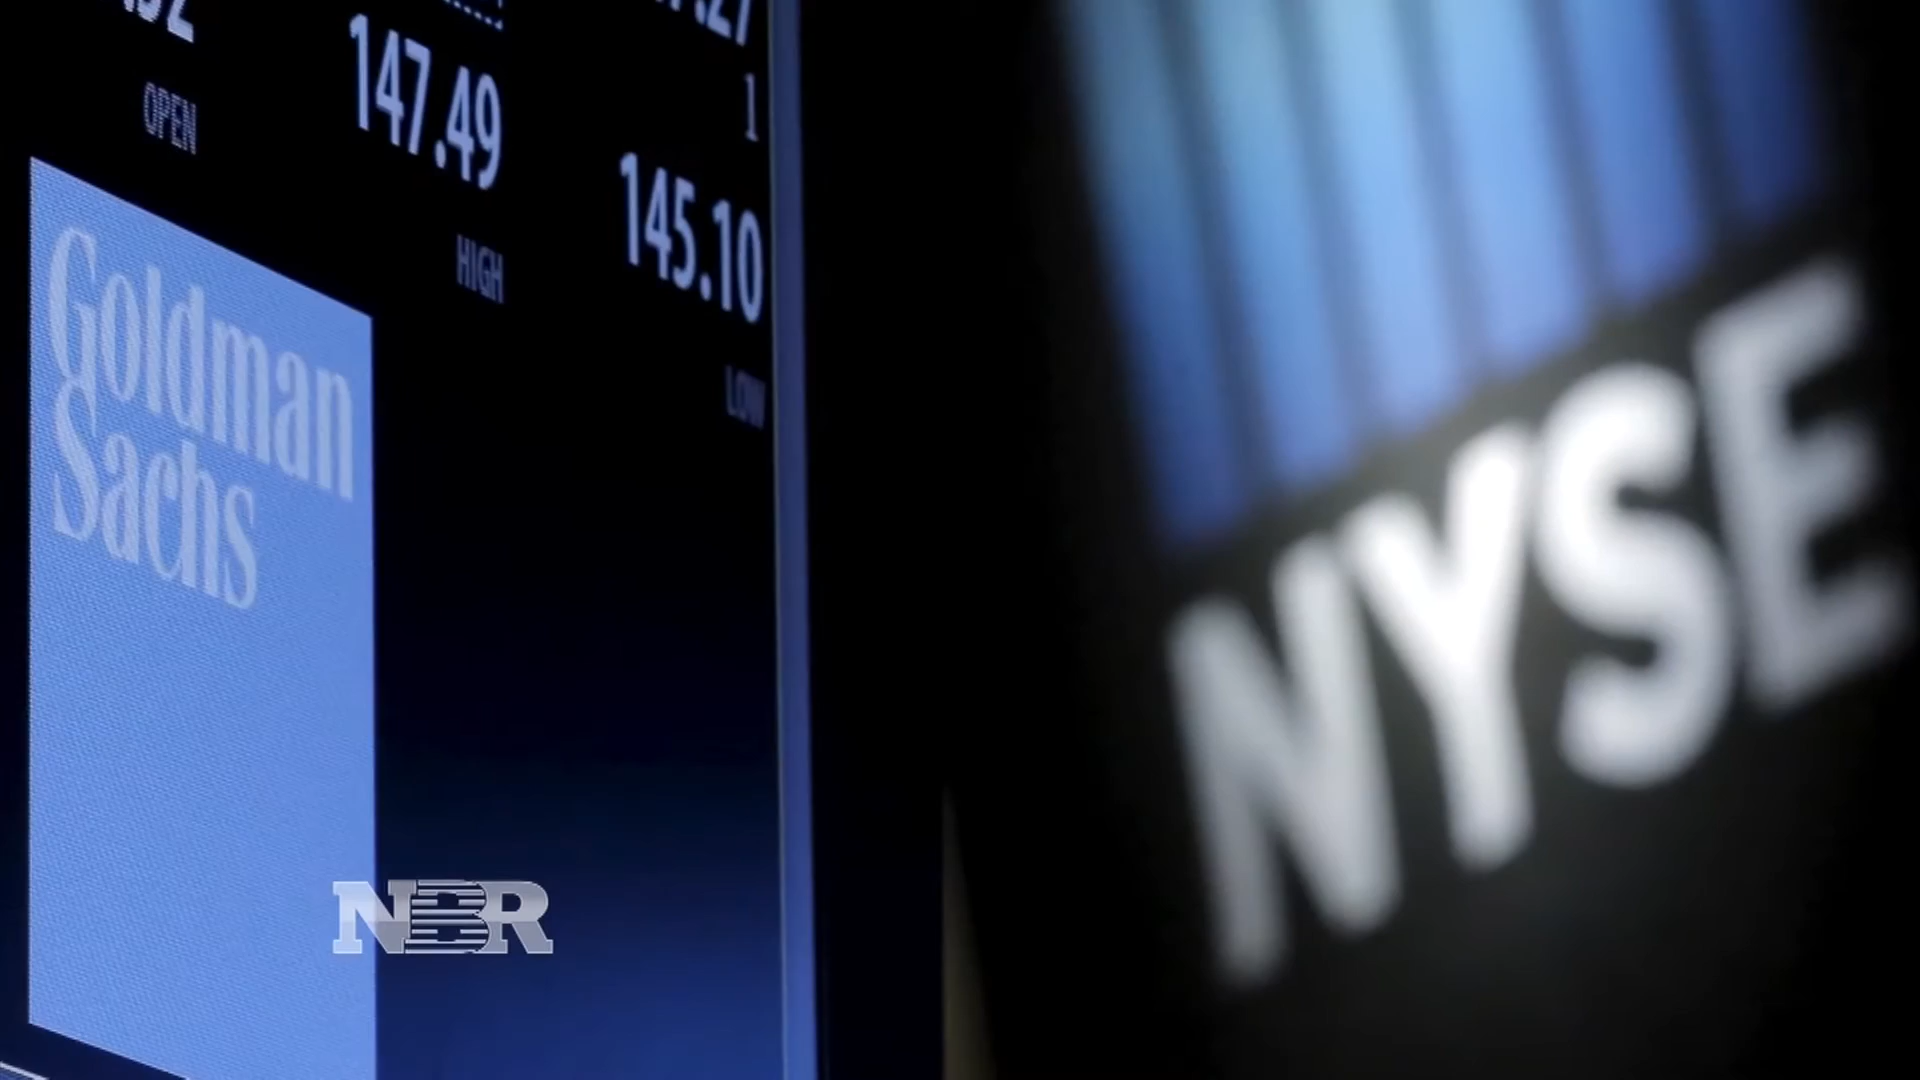 OPEN
147.49
HIGH
1
145.10
LOW
Goldman
Sachs
NYSE
NBR